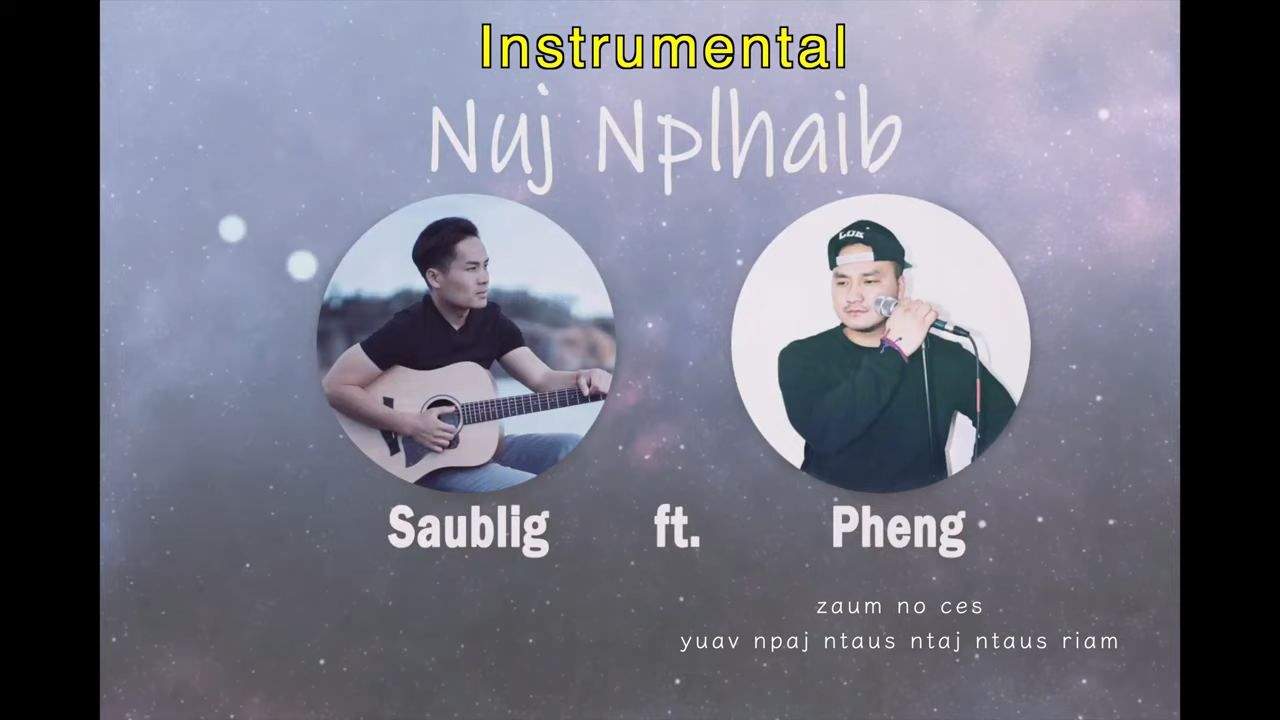 Instrumental
Nuj Nplhaib
Saublig ft. Pheng
zaum no ces
yuav npaj ntaus ntaj ntaus riam